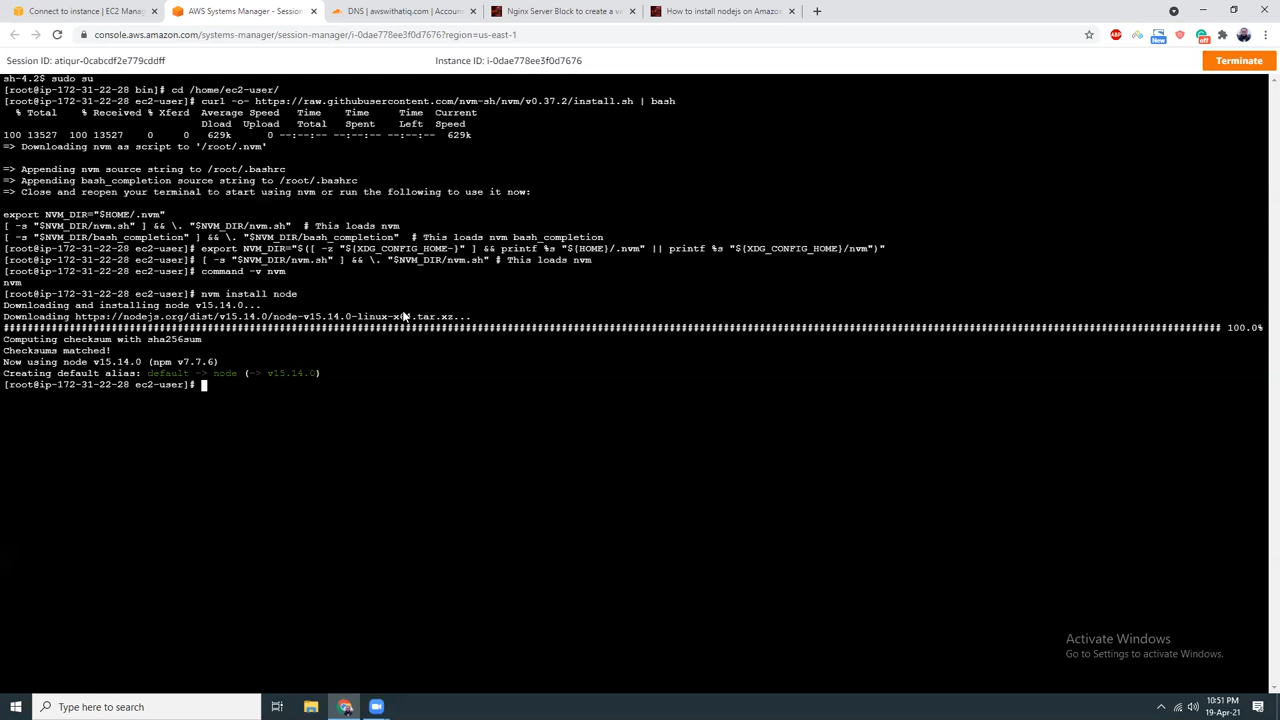 Connect to instance | EC2 Manag
AWS Systems Manager - Session
DNS | awswithatiq.com | Account
Nginx Server Block to create a v
How to install nodejs on Amazon
console.aws.amazon.com/systems-manager/session-manager/i-0dae778ee3f0d7676?region=us-east-1
ABP
New
off
Session ID: atiqur-0cabcdf2e779cddff
Instance ID: i-0dae778ee3f0d7676
Terminate
sh-4.2$ sudo su
[root@ip-172-31-22-28 bin]# cd /home/ec2-user/
[root@ip-172-31-22-28 ec2-user]# curl -o- https://raw.githubusercontent.com/nvm-sh/nvm/v0.37.2/install.sh | bash
% Total % Received % Xferd Average Speed Time Time Time Current
Dload Upload Total Spent Left Speed
100 13527 100 13527 0 0 629k 0 --:--:-- --:--:-- --:--:-- 629k
=> Downloading nvm as script to '/root/.nvm'
=> Appending nvm source string to /root/.bashrc
=> Appending bash_completion source string to /root/.bashrc
=> Close and reopen your terminal to start using nvm or run the following to use it now:
export NVM_DIR="$HOME/.nvm"
[ -s "$NVM_DIR/nvm.sh" ] && \. "$NVM_DIR/nvm.sh" # This loads nvm
[ -s "$NVM_DIR/bash_completion" ] && \. "$NVM_DIR/bash_completion" # This loads nvm bash_completion
[root@ip-172-31-22-28 ec2-user]# export NVM_DIR="$([ -z "${XDG_CONFIG_HOME-}" ] && printf %s "${HOME}/.nvm" || printf %s "${XDG_CONFIG_HOME}/nvm")"
[root@ip-172-31-22-28 ec2-user]# [ -s "$NVM_DIR/nvm.sh" ] && \. "$NVM_DIR/nvm.sh" # This loads nvm
[root@ip-172-31-22-28 ec2-user]# command -v nvm
nvm
[root@ip-172-31-22-28 ec2-user]# nvm install node
Downloading and installing node v15.14.0...
Downloading https://nodejs.org/dist/v15.14.0/node-v15.14.0-linux-x64.tar.xz...
100.0%
Computing checksum with sha256sum
Checksums matched!
Now using node v15.14.0 (npm v7.7.6)
Creating default alias: default -> node (-> v15.14.0)
[root@ip-172-31-22-28 ec2-user]#
Activate Windows
Go to Settings to activate Windows.
Type here to search
10:51 PM
19-Apr-21